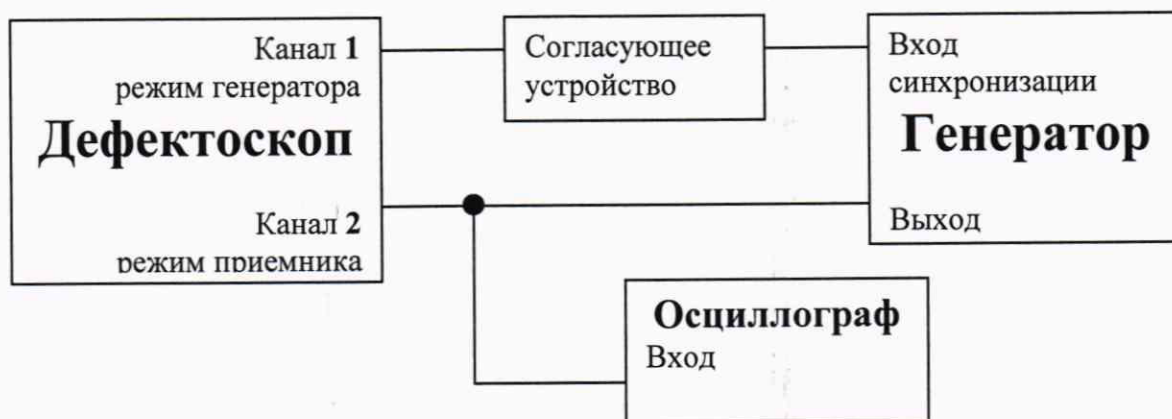 Канал 1
режим генератора
Дефектоскоп
Канал 2
режим приемника
Согласующее
устройство
Вход
синхронизации
Генератор
Выход
Осциллограф
Вход